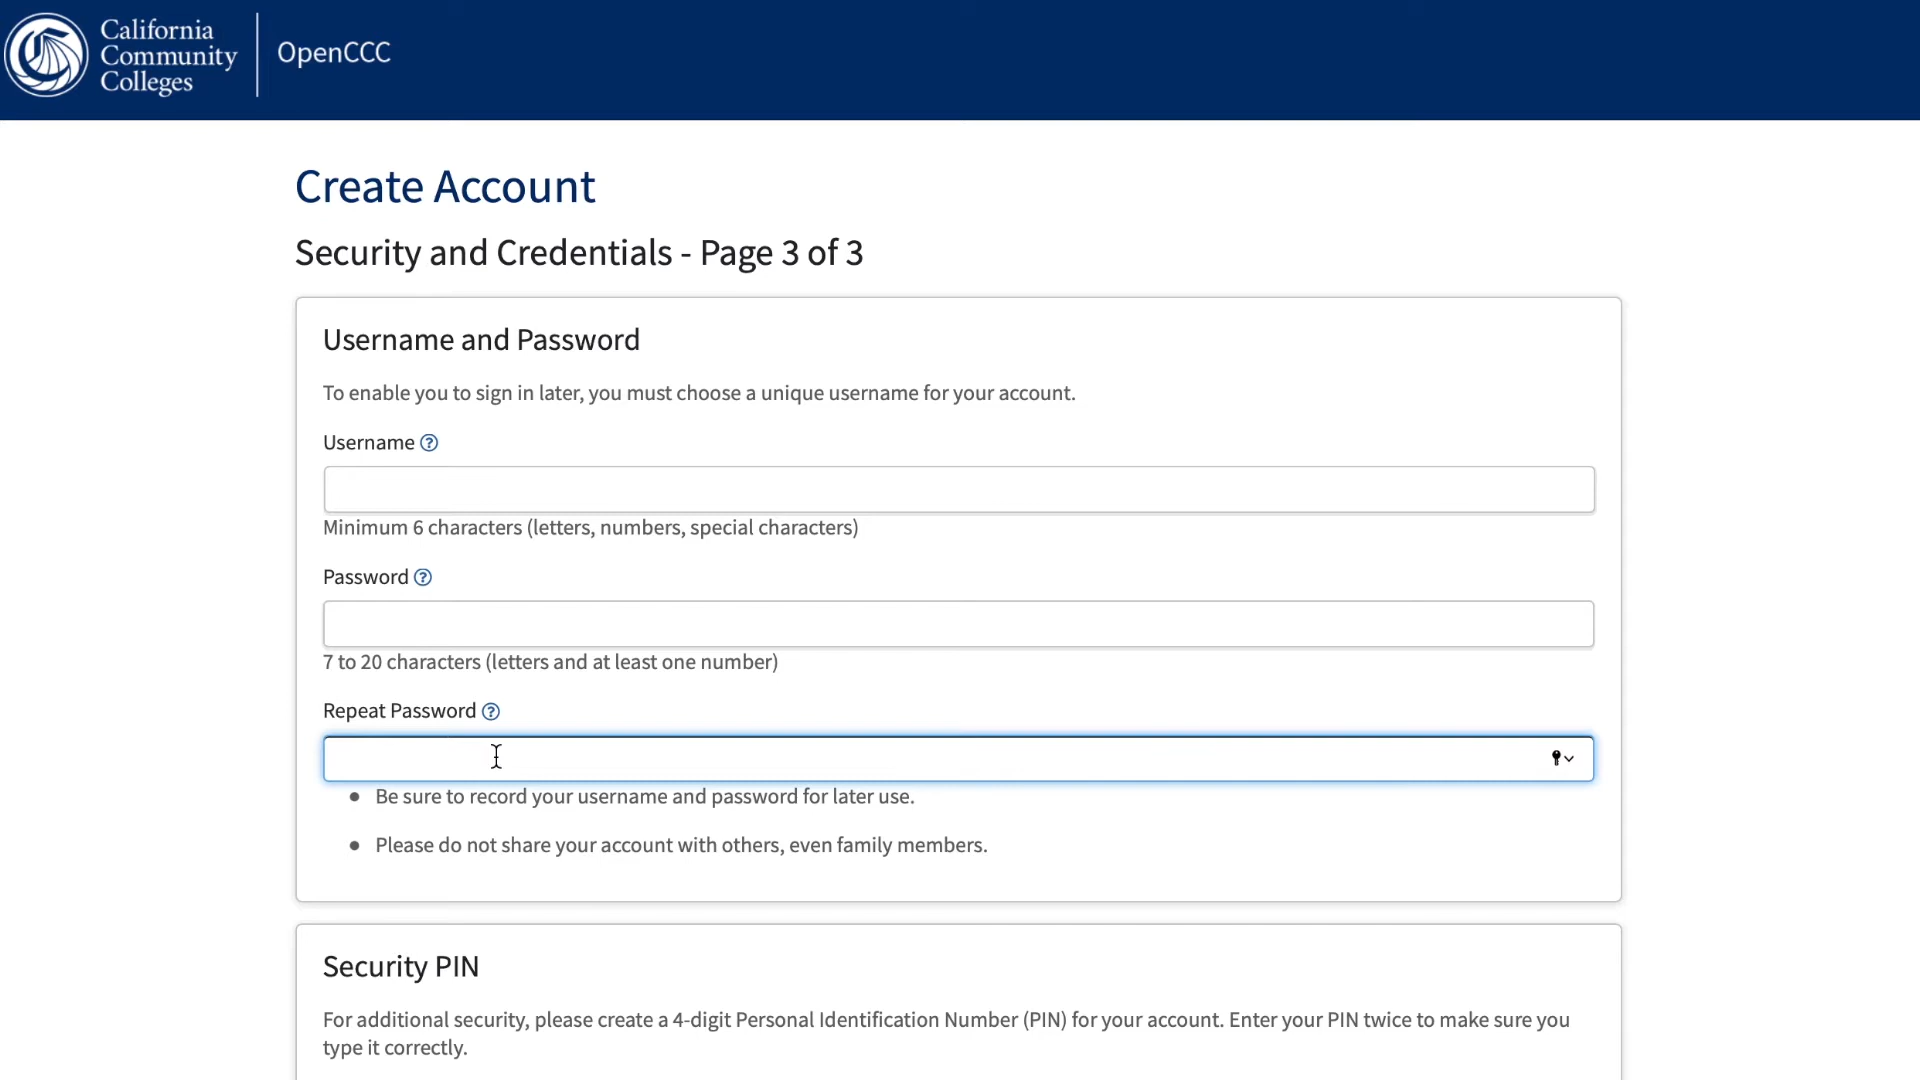 California
Community
Colleges
OpenCCC
Create Account
Security and Credentials - Page 3 of 3
Username and Password
To enable you to sign in later, you must choose a unique username for your account.
Username ?
Minimum 6 characters (letters, numbers, special characters)
Password ?
7 to 20 characters (letters and at least one number)
Repeat Password ?
• Be sure to record your username and password for later use.
• Please do not share your account with others, even family members.
Security PIN
For additional security, please create a 4-digit Personal Identification Number (PIN) for your account. Enter your PIN twice to make sure you
type it correctly.